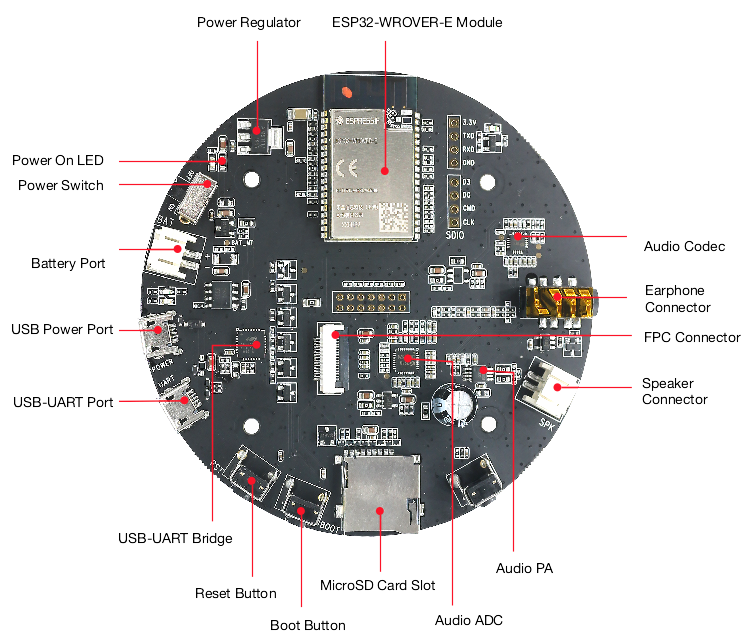 Power Regulator
ESP32-WROVER-E Module
Power On LED
Power Switch
Battery Port
USB Power Port
USB-UART Port
USB-UART Bridge
Reset Button
Boot Button
MicroSD Card Slot
Audio ADC
Audio PA
Speaker
Connector
FPC Connector
Earphone
Connector
Audio Codec
ESPRESSIF
CE
3.3V
TXD
RXD
GND
D3
D0
CMD
CLK
SDIO
BAT
BAT_M7
POWER
UART
RST
BOOT
SPK